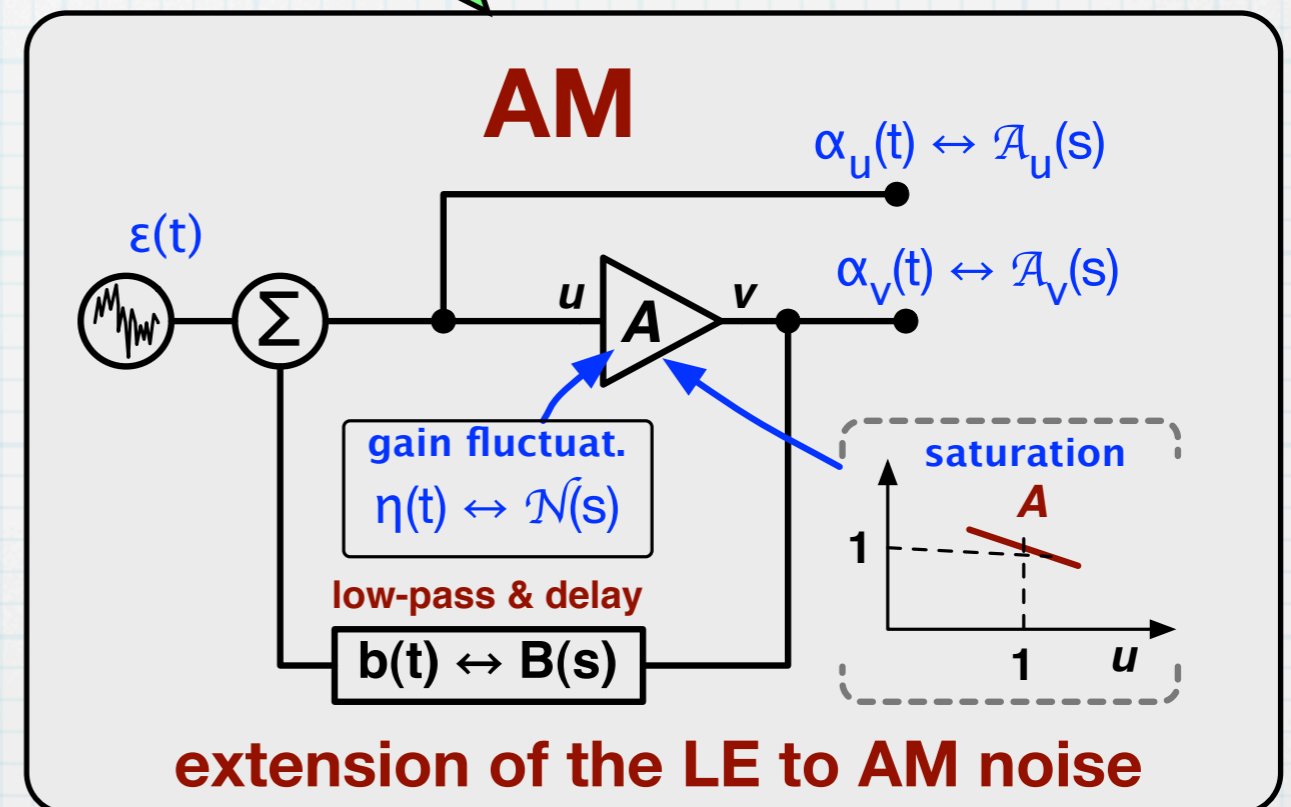 AM
αu(t) ↔ 𝒜u(s)
ε(t)
αv(t) ↔ 𝒜v(s)
Σ
u
A
v
gain fluctuat.
η(t) ↔ 𝒩(s)
saturation
A
1
1
u
low-pass & delay
b(t) ↔ B(s)
extension of the LE to AM noise